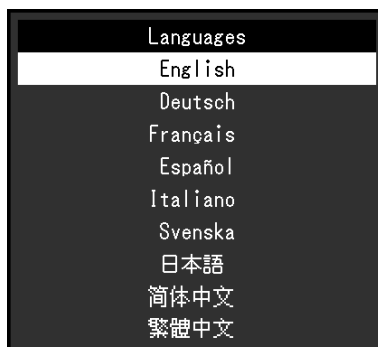 Languages
English
Deutsch
Français
Español
Italiano
Svenska
日本語
简体中文
繁體中文